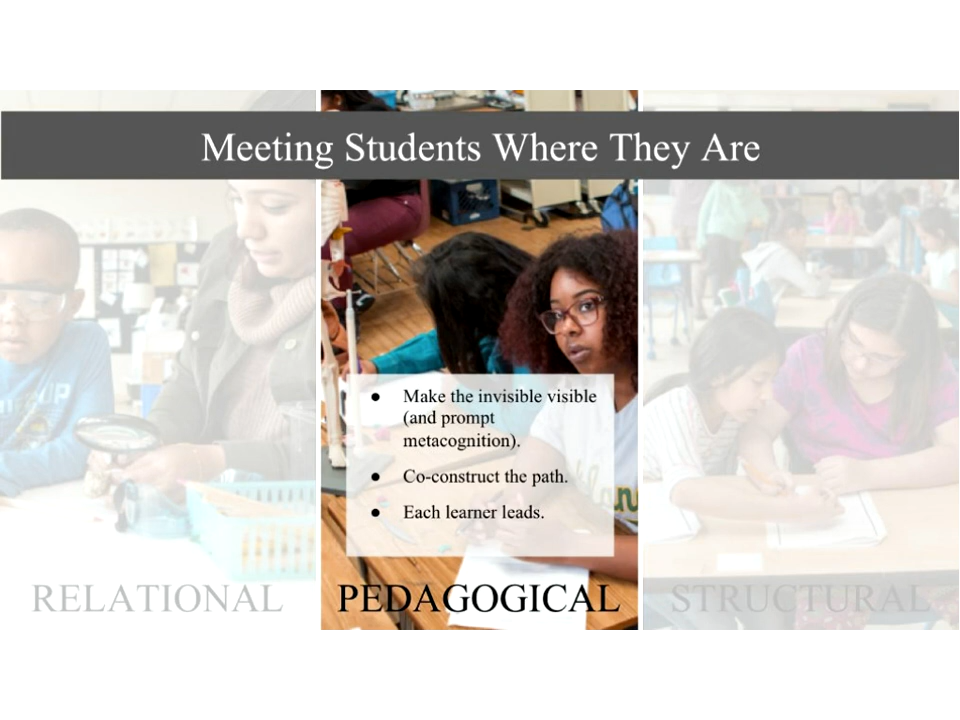 Meeting Students Where They Are
● Make the invisible visible
(and prompt
metacognition).
● Co-construct the path.
● Each learner leads.
RELATIONAL
PEDAGOGICAL
STRUCTURAL